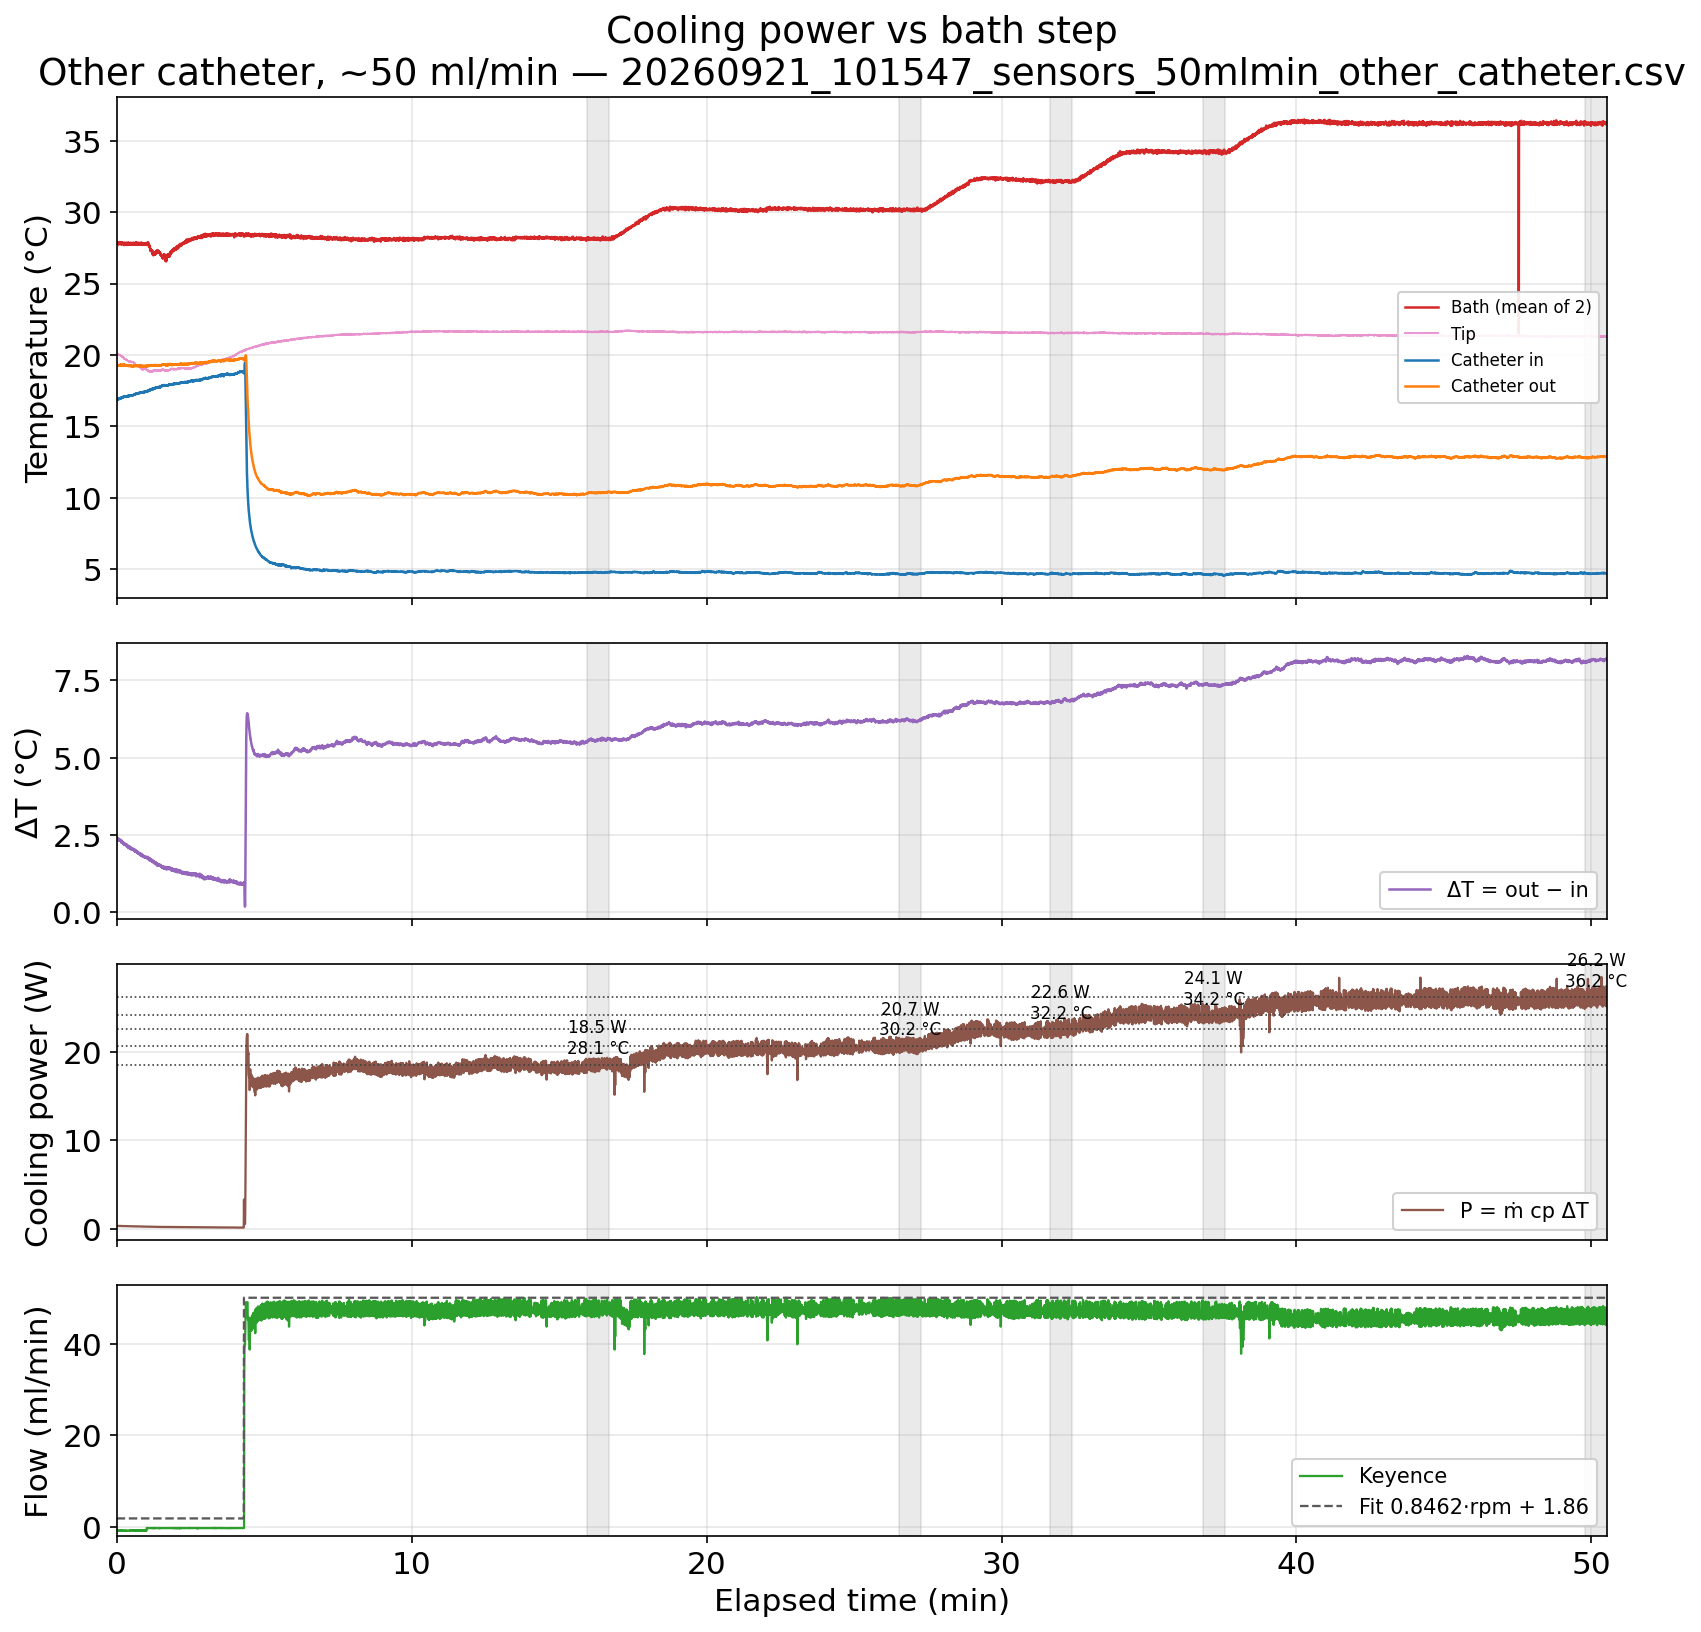 Cooling power vs bath step
Other catheter, ~50 ml/min — 20260921_101547_sensors_50mlmin_other_catheter.csv
Temperature (°C)
35
30
25
20
15
10
5
Bath (mean of 2)
Tip
Catheter in
Catheter out
ΔT (°C)
7.5
5.0
2.5
0.0
ΔT = out − in
Cooling power (W)
20
10
0
18.5 W
28.1 °C
20.7 W
30.2 °C
22.6 W
32.2 °C
24.1 W
34.2 °C
26.2 W
36.2 °C
P = ṁ cp ΔT
Flow (ml/min)
40
20
0
Keyence
Fit 0.8462·rpm + 1.86
0 10 20 30 40 50
Elapsed time (min)